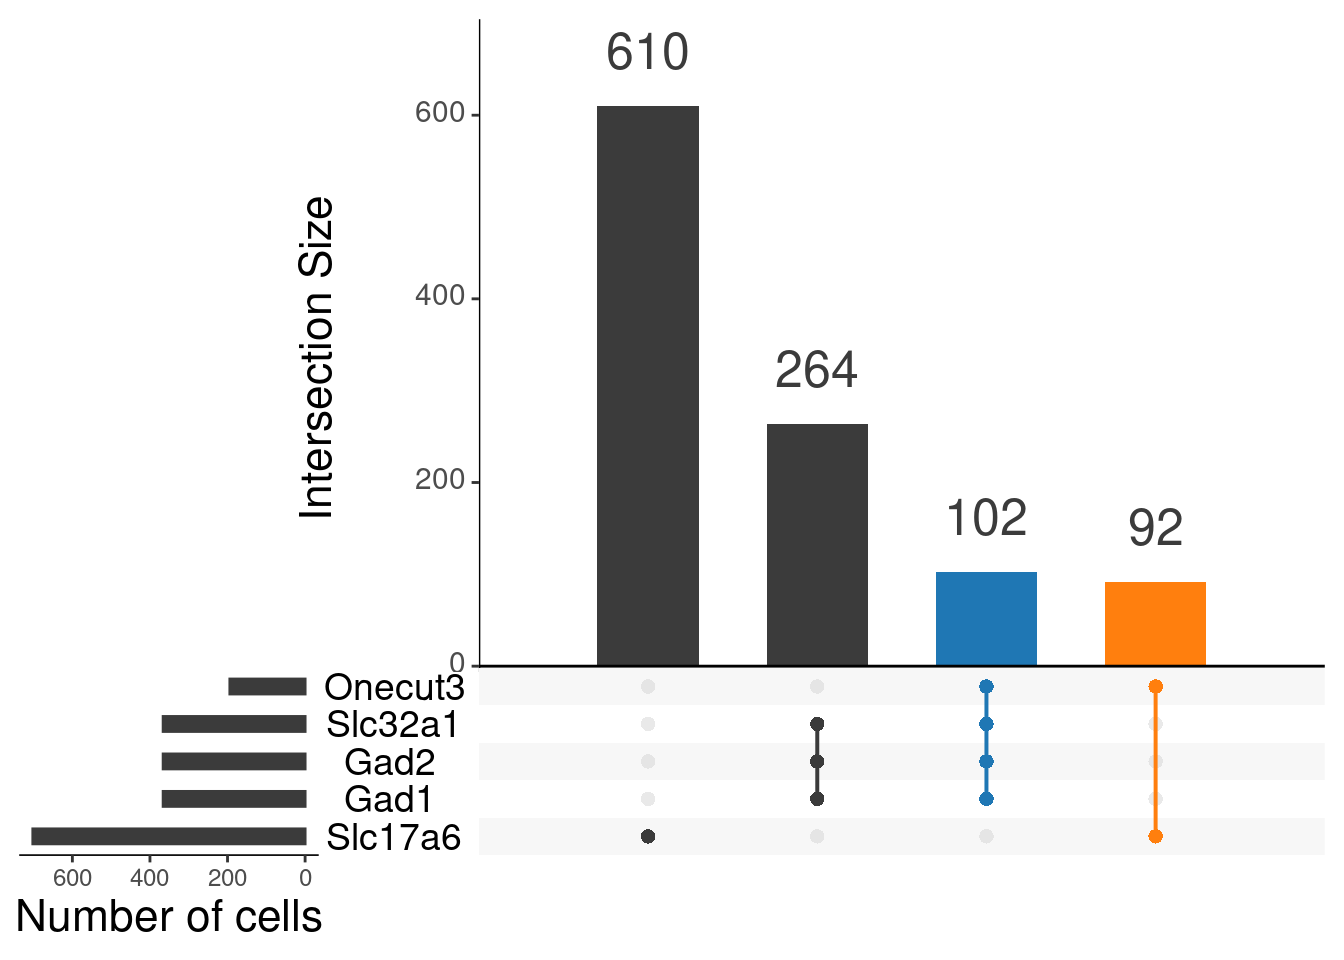 610
264
102
92
Intersection Size
600
400
200
0
Onecut3
Slc32a1
Gad2
Gad1
Slc17a6
600 400 200 0
Number of cells